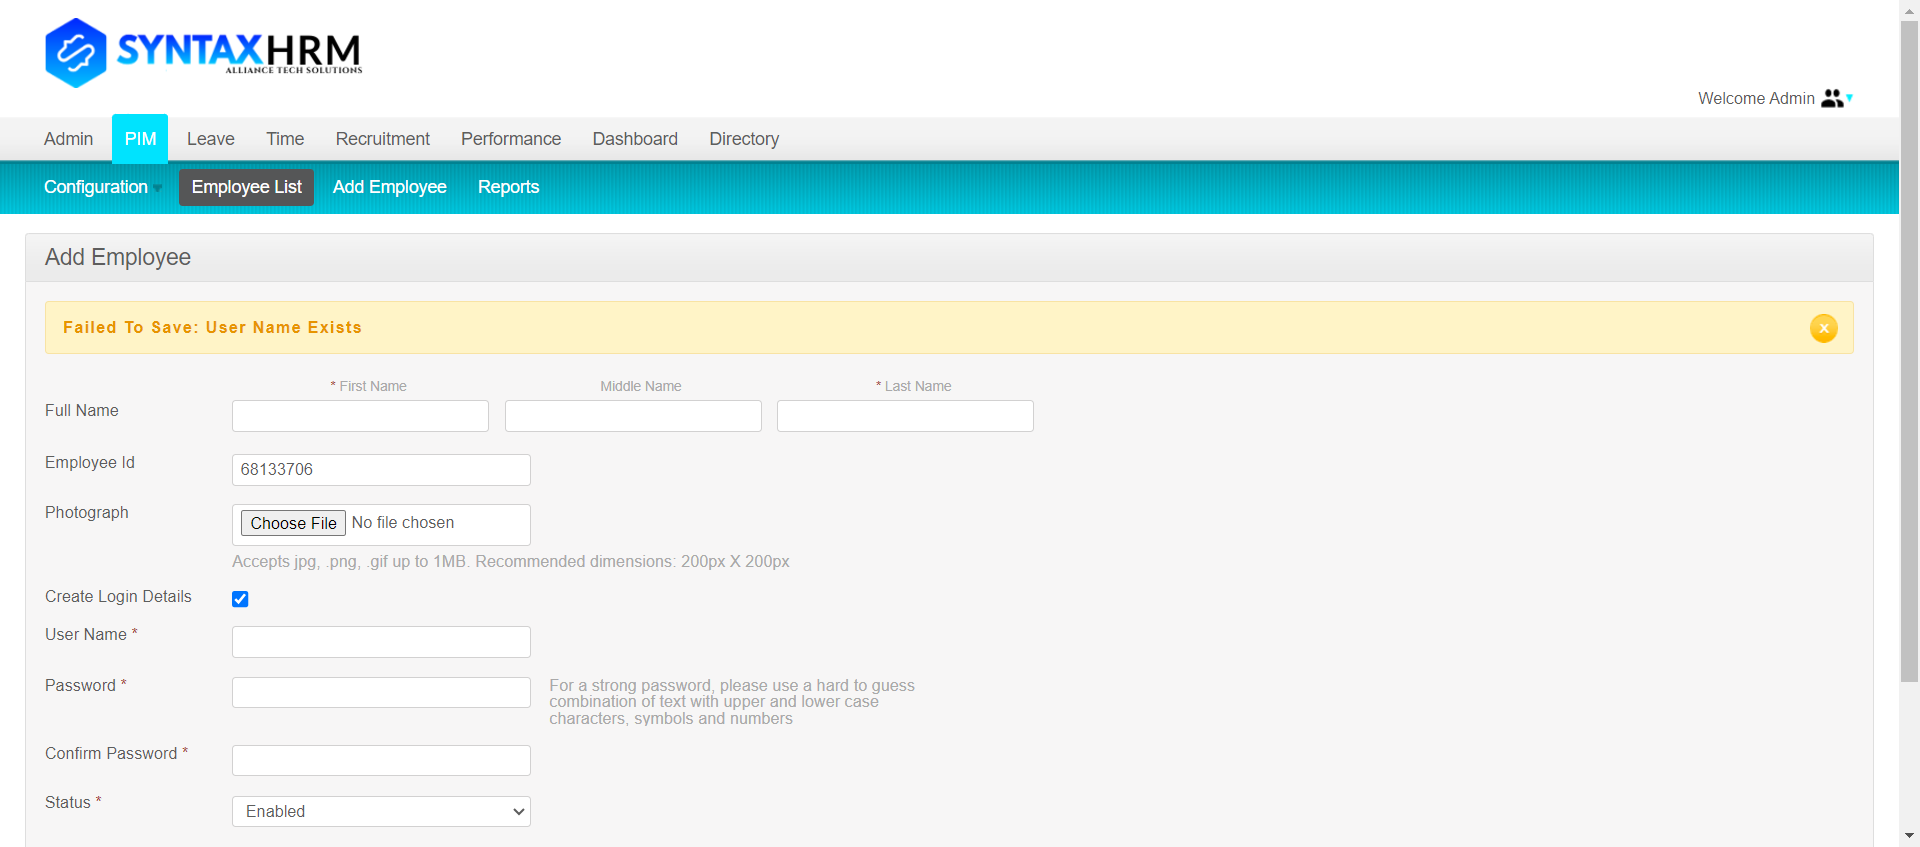 SYNTAXHRM
ALLIANCE TECH SOLUTIONS
Welcome Admin
Admin PIM Leave Time Recruitment Performance Dashboard Directory
Configuration Employee List Add Employee Reports
Add Employee
Failed To Save: User Name Exists
x
* First Name Middle Name * Last Name
Full Name
Employee Id 68133706
Photograph Choose File No file chosen
Accepts jpg, .png, .gif up to 1MB. Recommended dimensions: 200px X 200px
Create Login Details
User Name *
Password * For a strong password, please use a hard to guess
combination of text with upper and lower case
characters, symbols and numbers
Confirm Password *
Status * Enabled